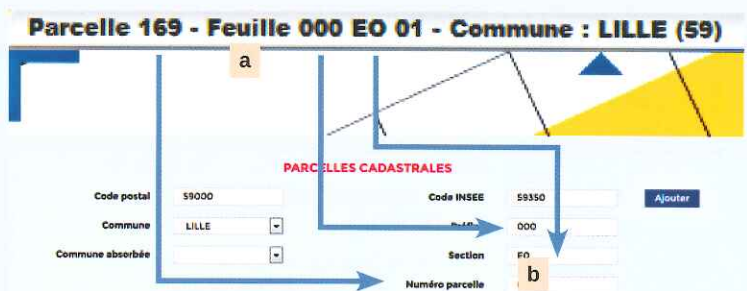 Parcelle 169 - Feuille 000 EO 01 - Commune : LILLE (59)
a
PARCELLES CADASTRALES
Code postal 59000 Code INSEE 59350 Ajouter
Commune LILLE 000
Commune absorbée Section EO
b
Numéro parcelle